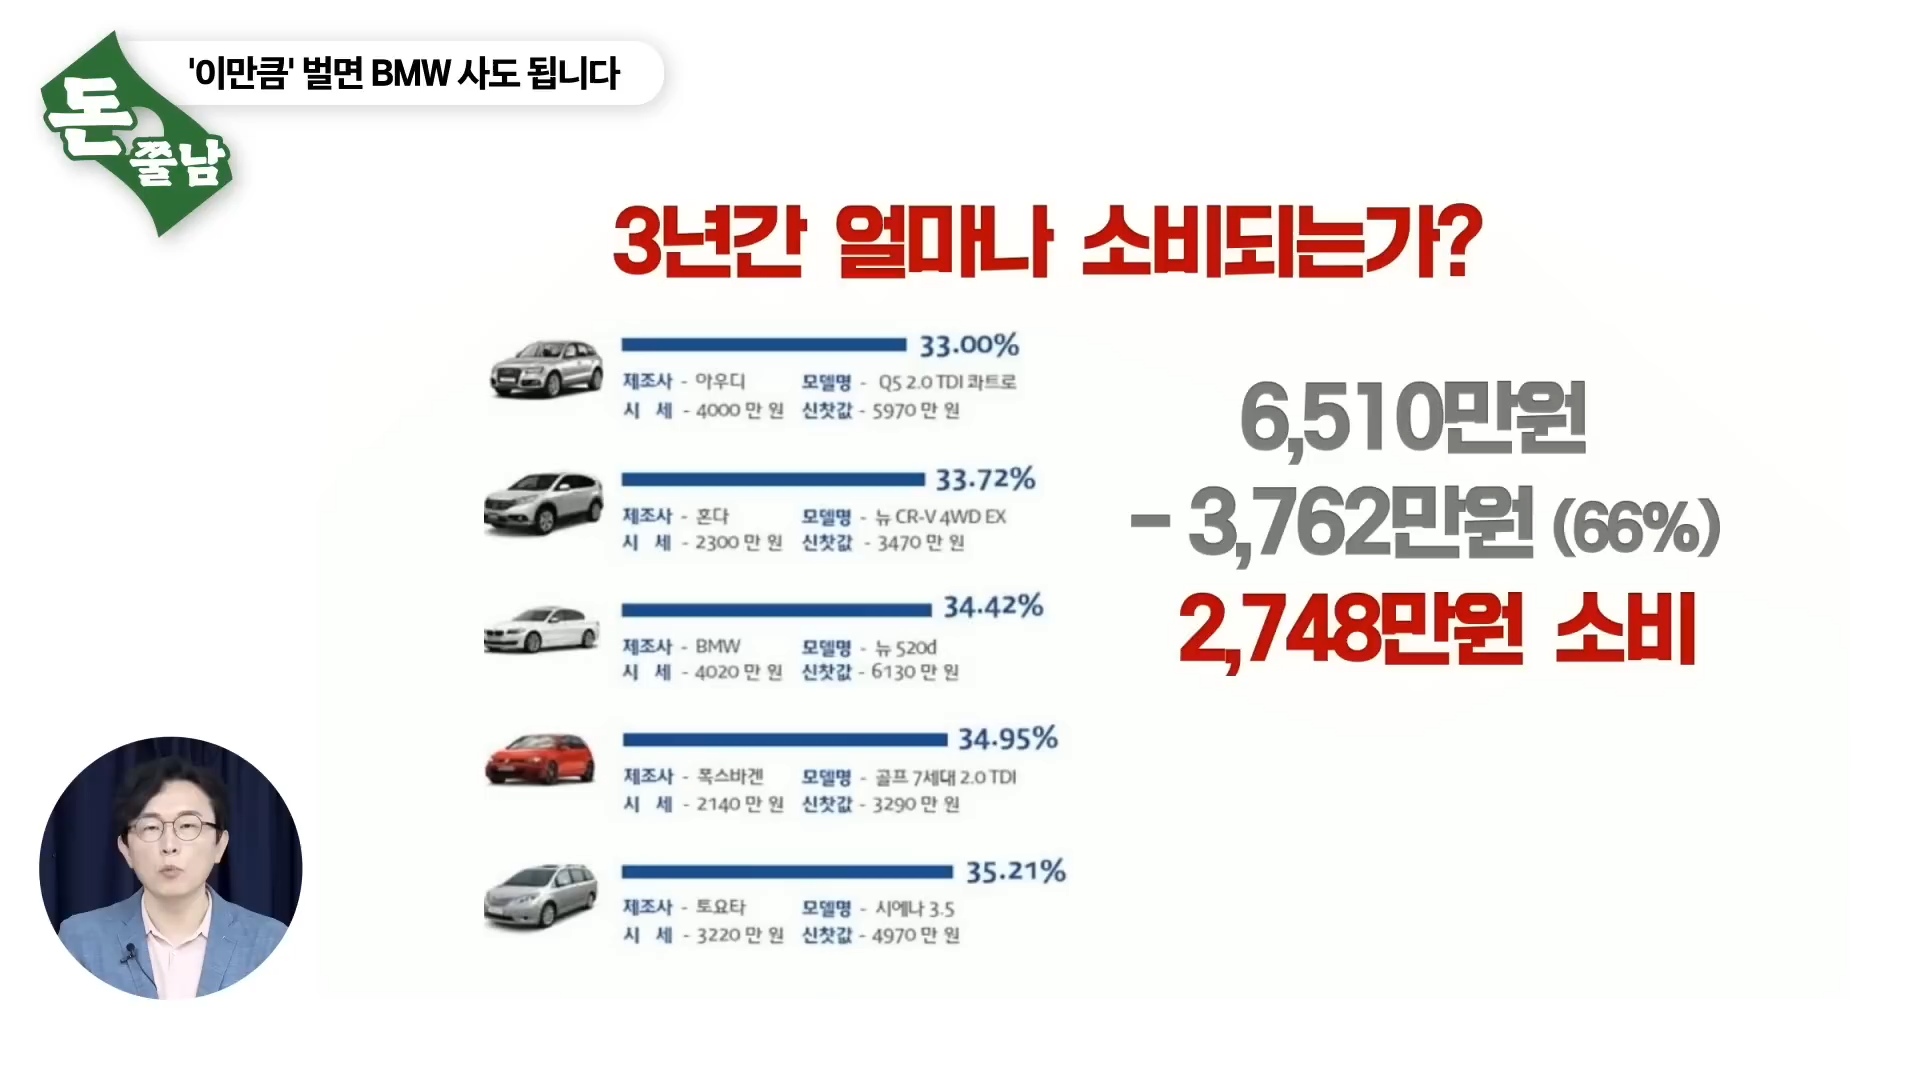 '이만큼' 벌면 BMW 사도 됩니다
돈
쭐남
3년간 얼마나 소비되는가?
33.00%
제조사 - 아우디 모델명 - Q5 2.0 TDI 콰트로
시 세 - 4000 만 원 신찻값 - 5970 만 원
33.72%
제조사 - 혼다 모델명 - 뉴 CR-V 4WD EX
시 세 - 2300 만 원 신찻값 - 3470 만 원
34.42%
제조사 - BMW 모델명 - 뉴 520d
시 세 - 4020 만 원 신찻값 - 6130 만 원
34.95%
제조사 - 폭스바겐 모델명 - 골프 7세대 2.0 TDI
시 세 - 2140 만 원 신찻값 - 3290 만 원
35.21%
제조사 - 토요타 모델명 - 시에나 3.5
시 세 - 3220 만 원 신찻값 - 4970 만 원
6,510만원
- 3,762만원 (66%)
2,748만원 소비